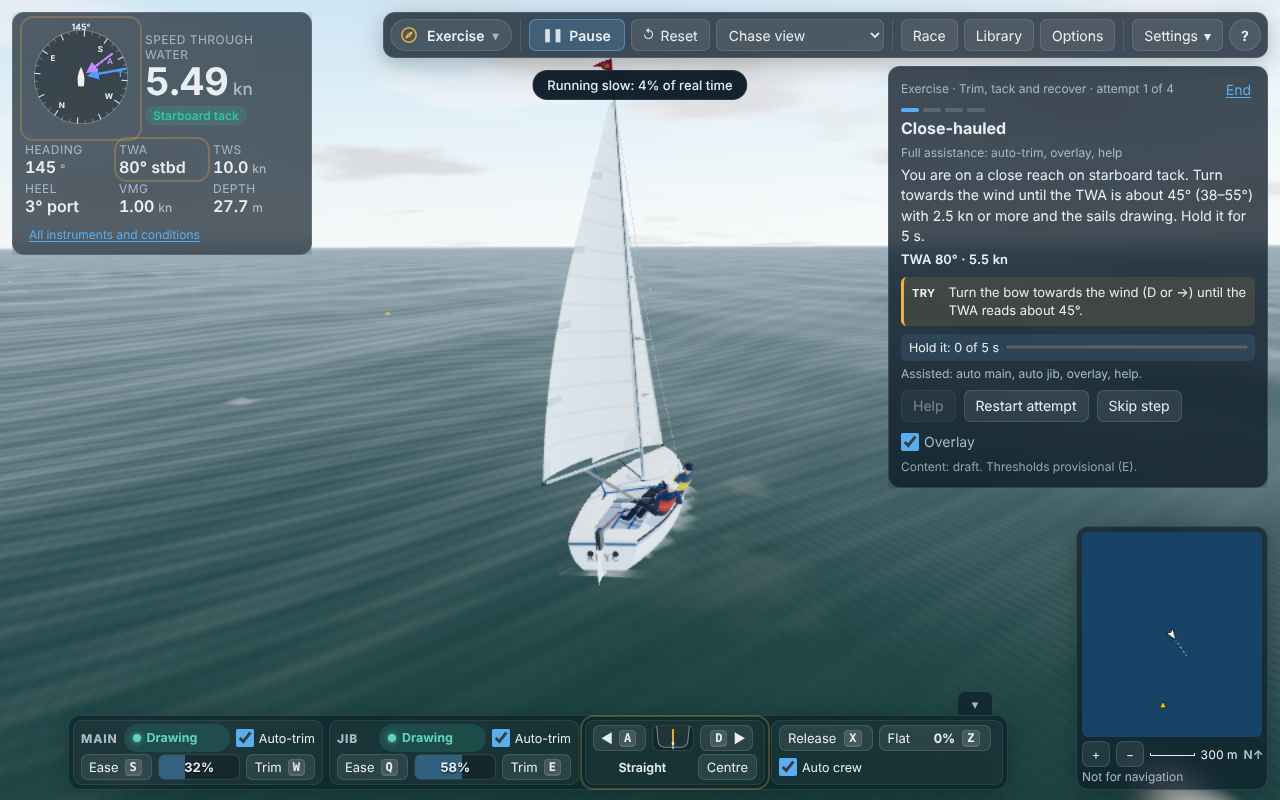 145°
S
E
A
T
W
N
SPEED THROUGH
WATER
5.49 kn
Starboard tack
HEADING TWA TWS
145 ° 80° stbd 10.0 kn
HEEL VMG DEPTH
3° port 1.00 kn 27.7 m
All instruments and conditions
Exercise ▾ Pause Reset Chase view Race Library Options Settings ▾ ?
Running slow: 4% of real time
Exercise · Trim, tack and recover · attempt 1 of 4 End
Close-hauled
Full assistance: auto-trim, overlay, help
You are on a close reach on starboard tack. Turn
towards the wind until the TWA is about 45° (38–55°)
with 2.5 kn or more and the sails drawing. Hold it for
5 s.
TWA 80° · 5.5 kn
TRY Turn the bow towards the wind (D or →) until the
TWA reads about 45°.
Hold it: 0 of 5 s
Assisted: auto main, auto jib, overlay, help.
Help Restart attempt Skip step
Overlay
Content: draft. Thresholds provisional (E).
+ − 300 m N↑
Not for navigation
▾
MAIN Drawing Auto-trim
Ease S 32% Trim W
JIB Drawing Auto-trim
Ease Q 58% Trim E
◀ A D ▶
Straight Centre
Release X Flat 0% Z
Auto crew